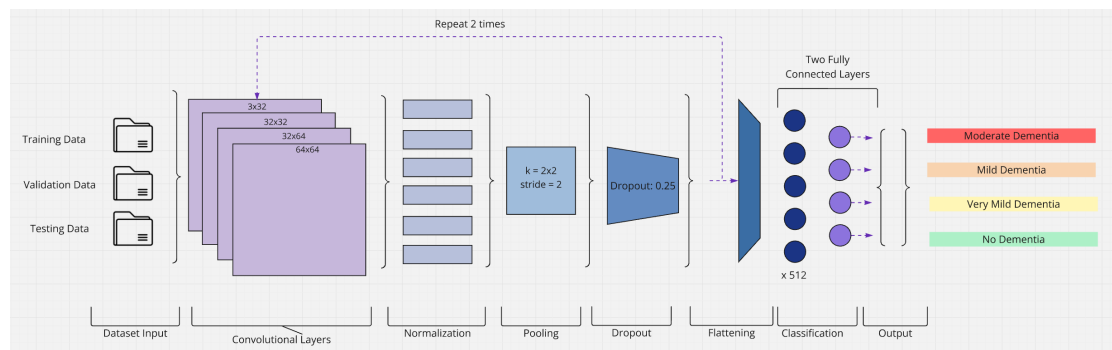 Repeat 2 times
Two Fully
Connected Layers
Training Data
Validation Data
Testing Data
3x32
32x32
32x64
64x64
k = 2x2
stride = 2
Dropout: 0.25
x 512
Moderate Dementia
Mild Dementia
Very Mild Dementia
No Dementia
Dataset Input
Convolutional Layers
Normalization
Pooling
Dropout
Flattening
Classification
Output